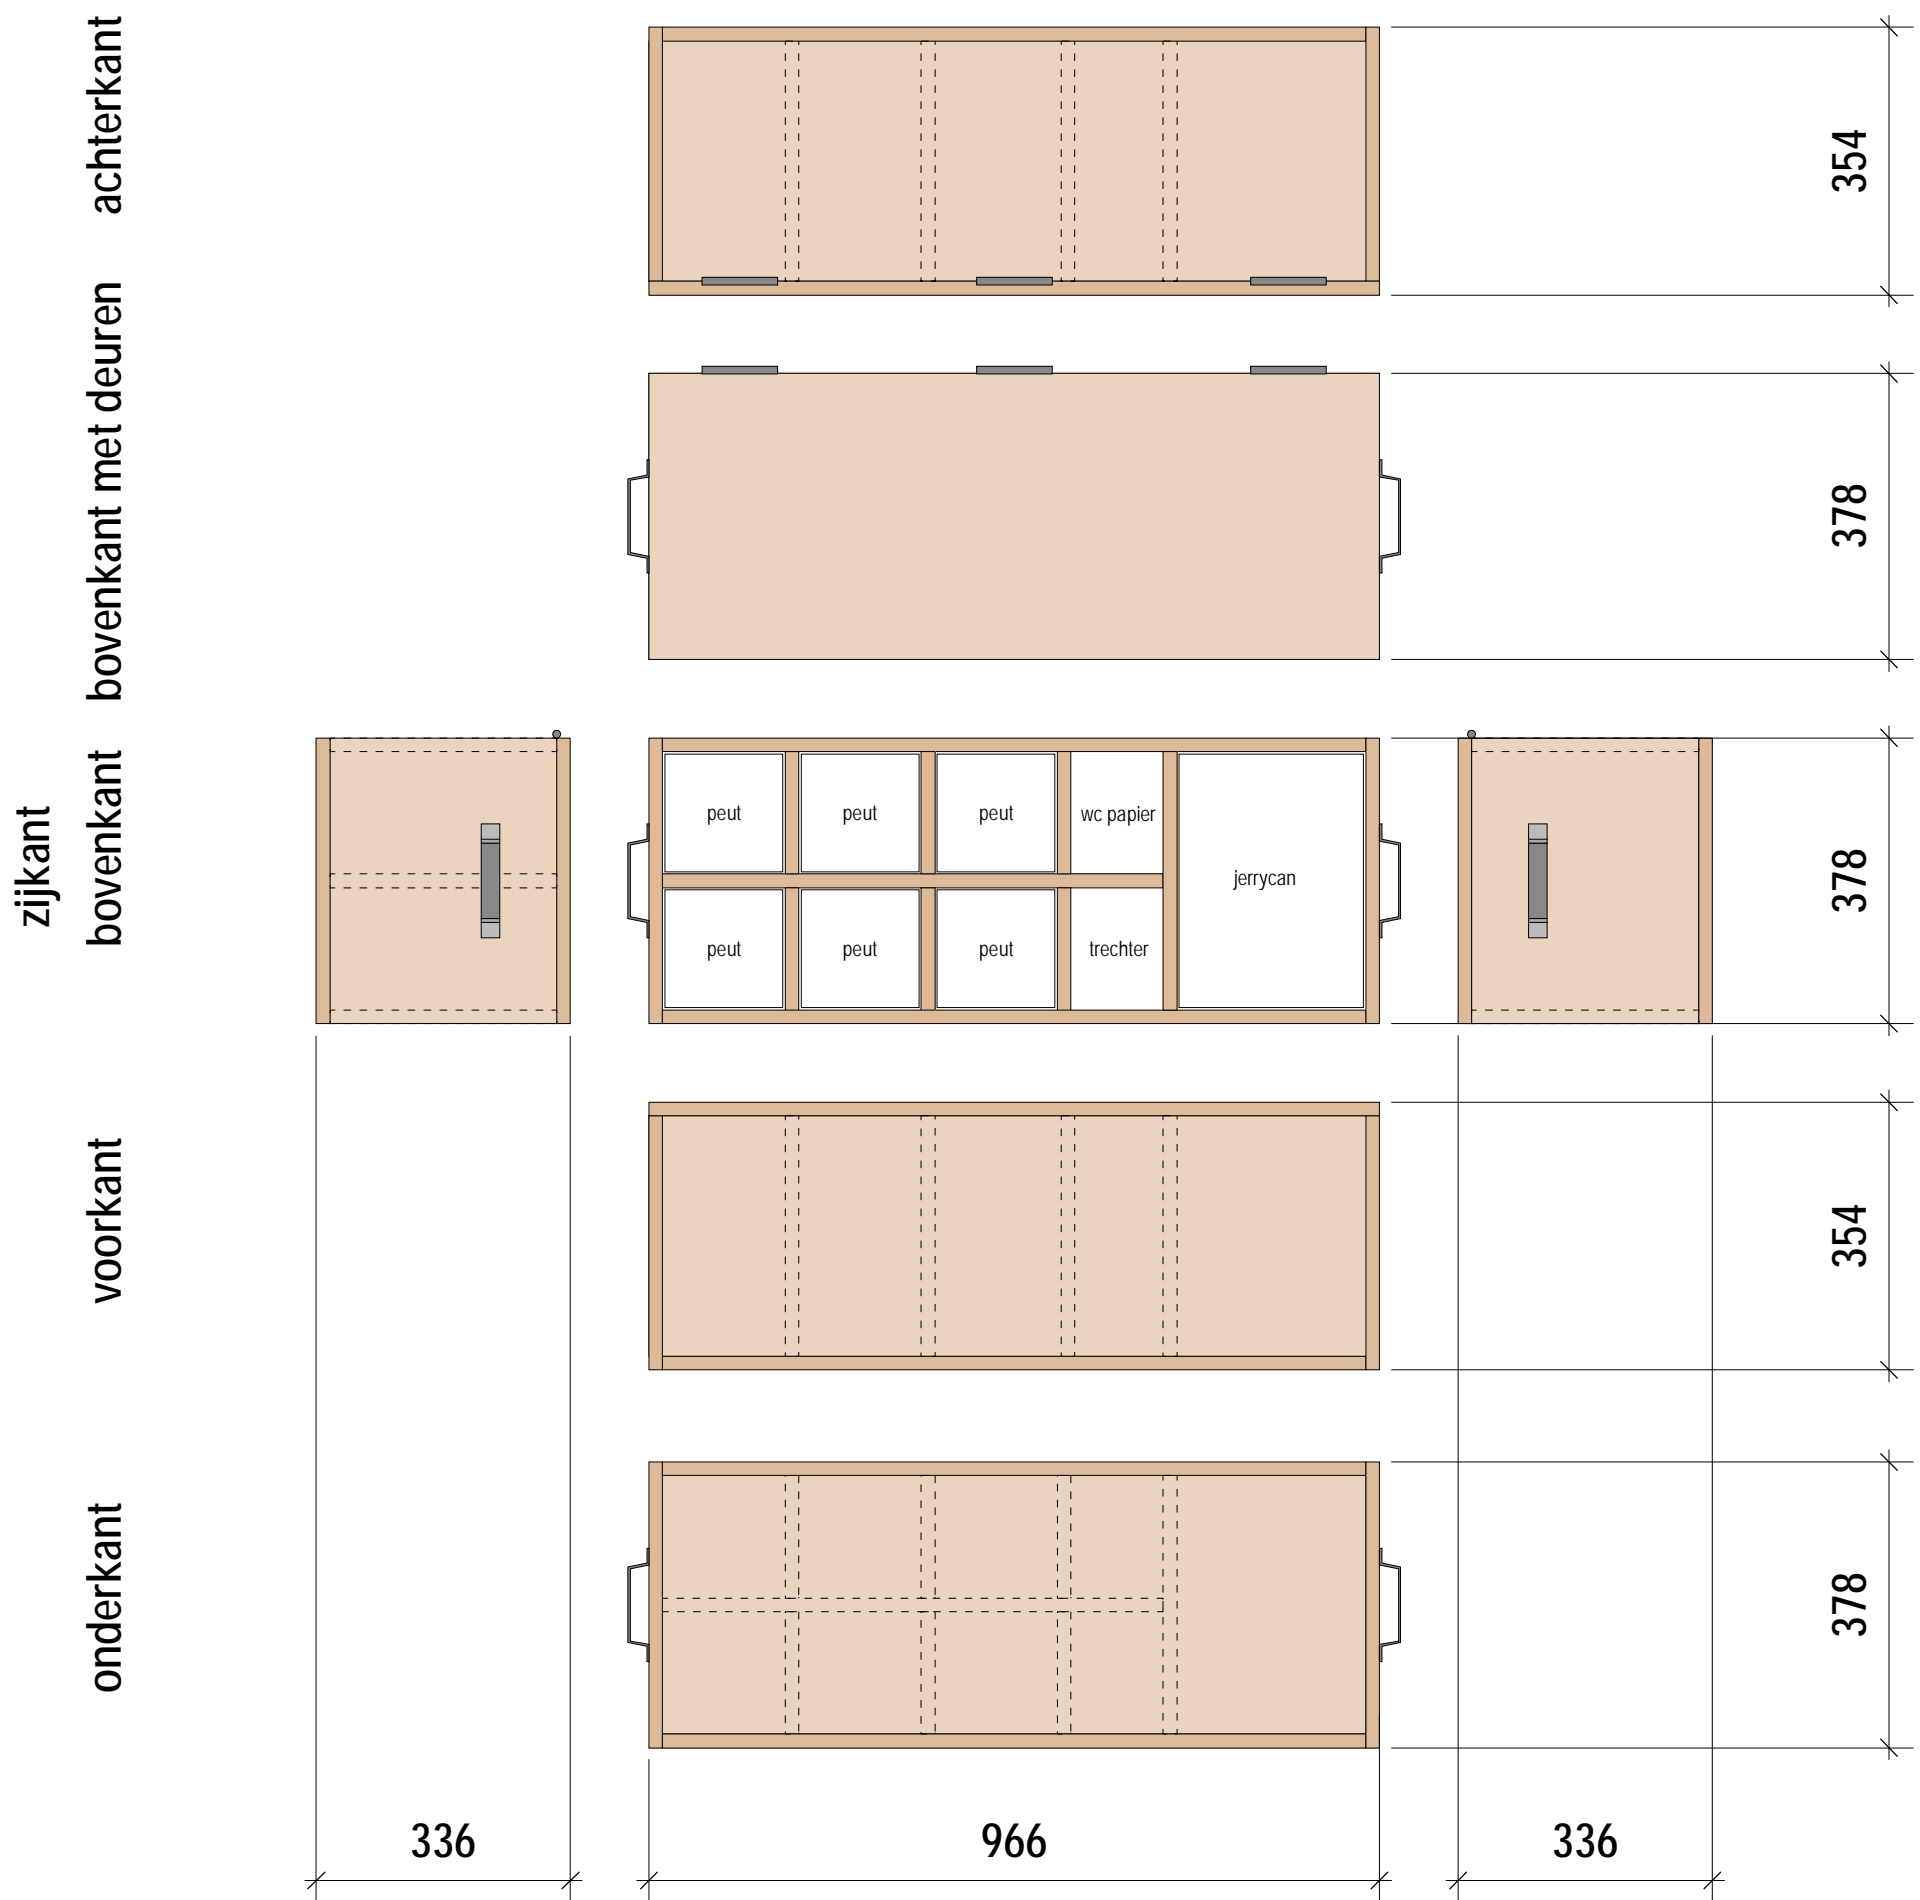 achterkant
354
bovenkant met deuren
378
zijkant
bovenkant
peut
peut
peut
wc papier
jerrycan
peut
peut
peut
trechter
378
voorkant
354
onderkant
378
336
966
336